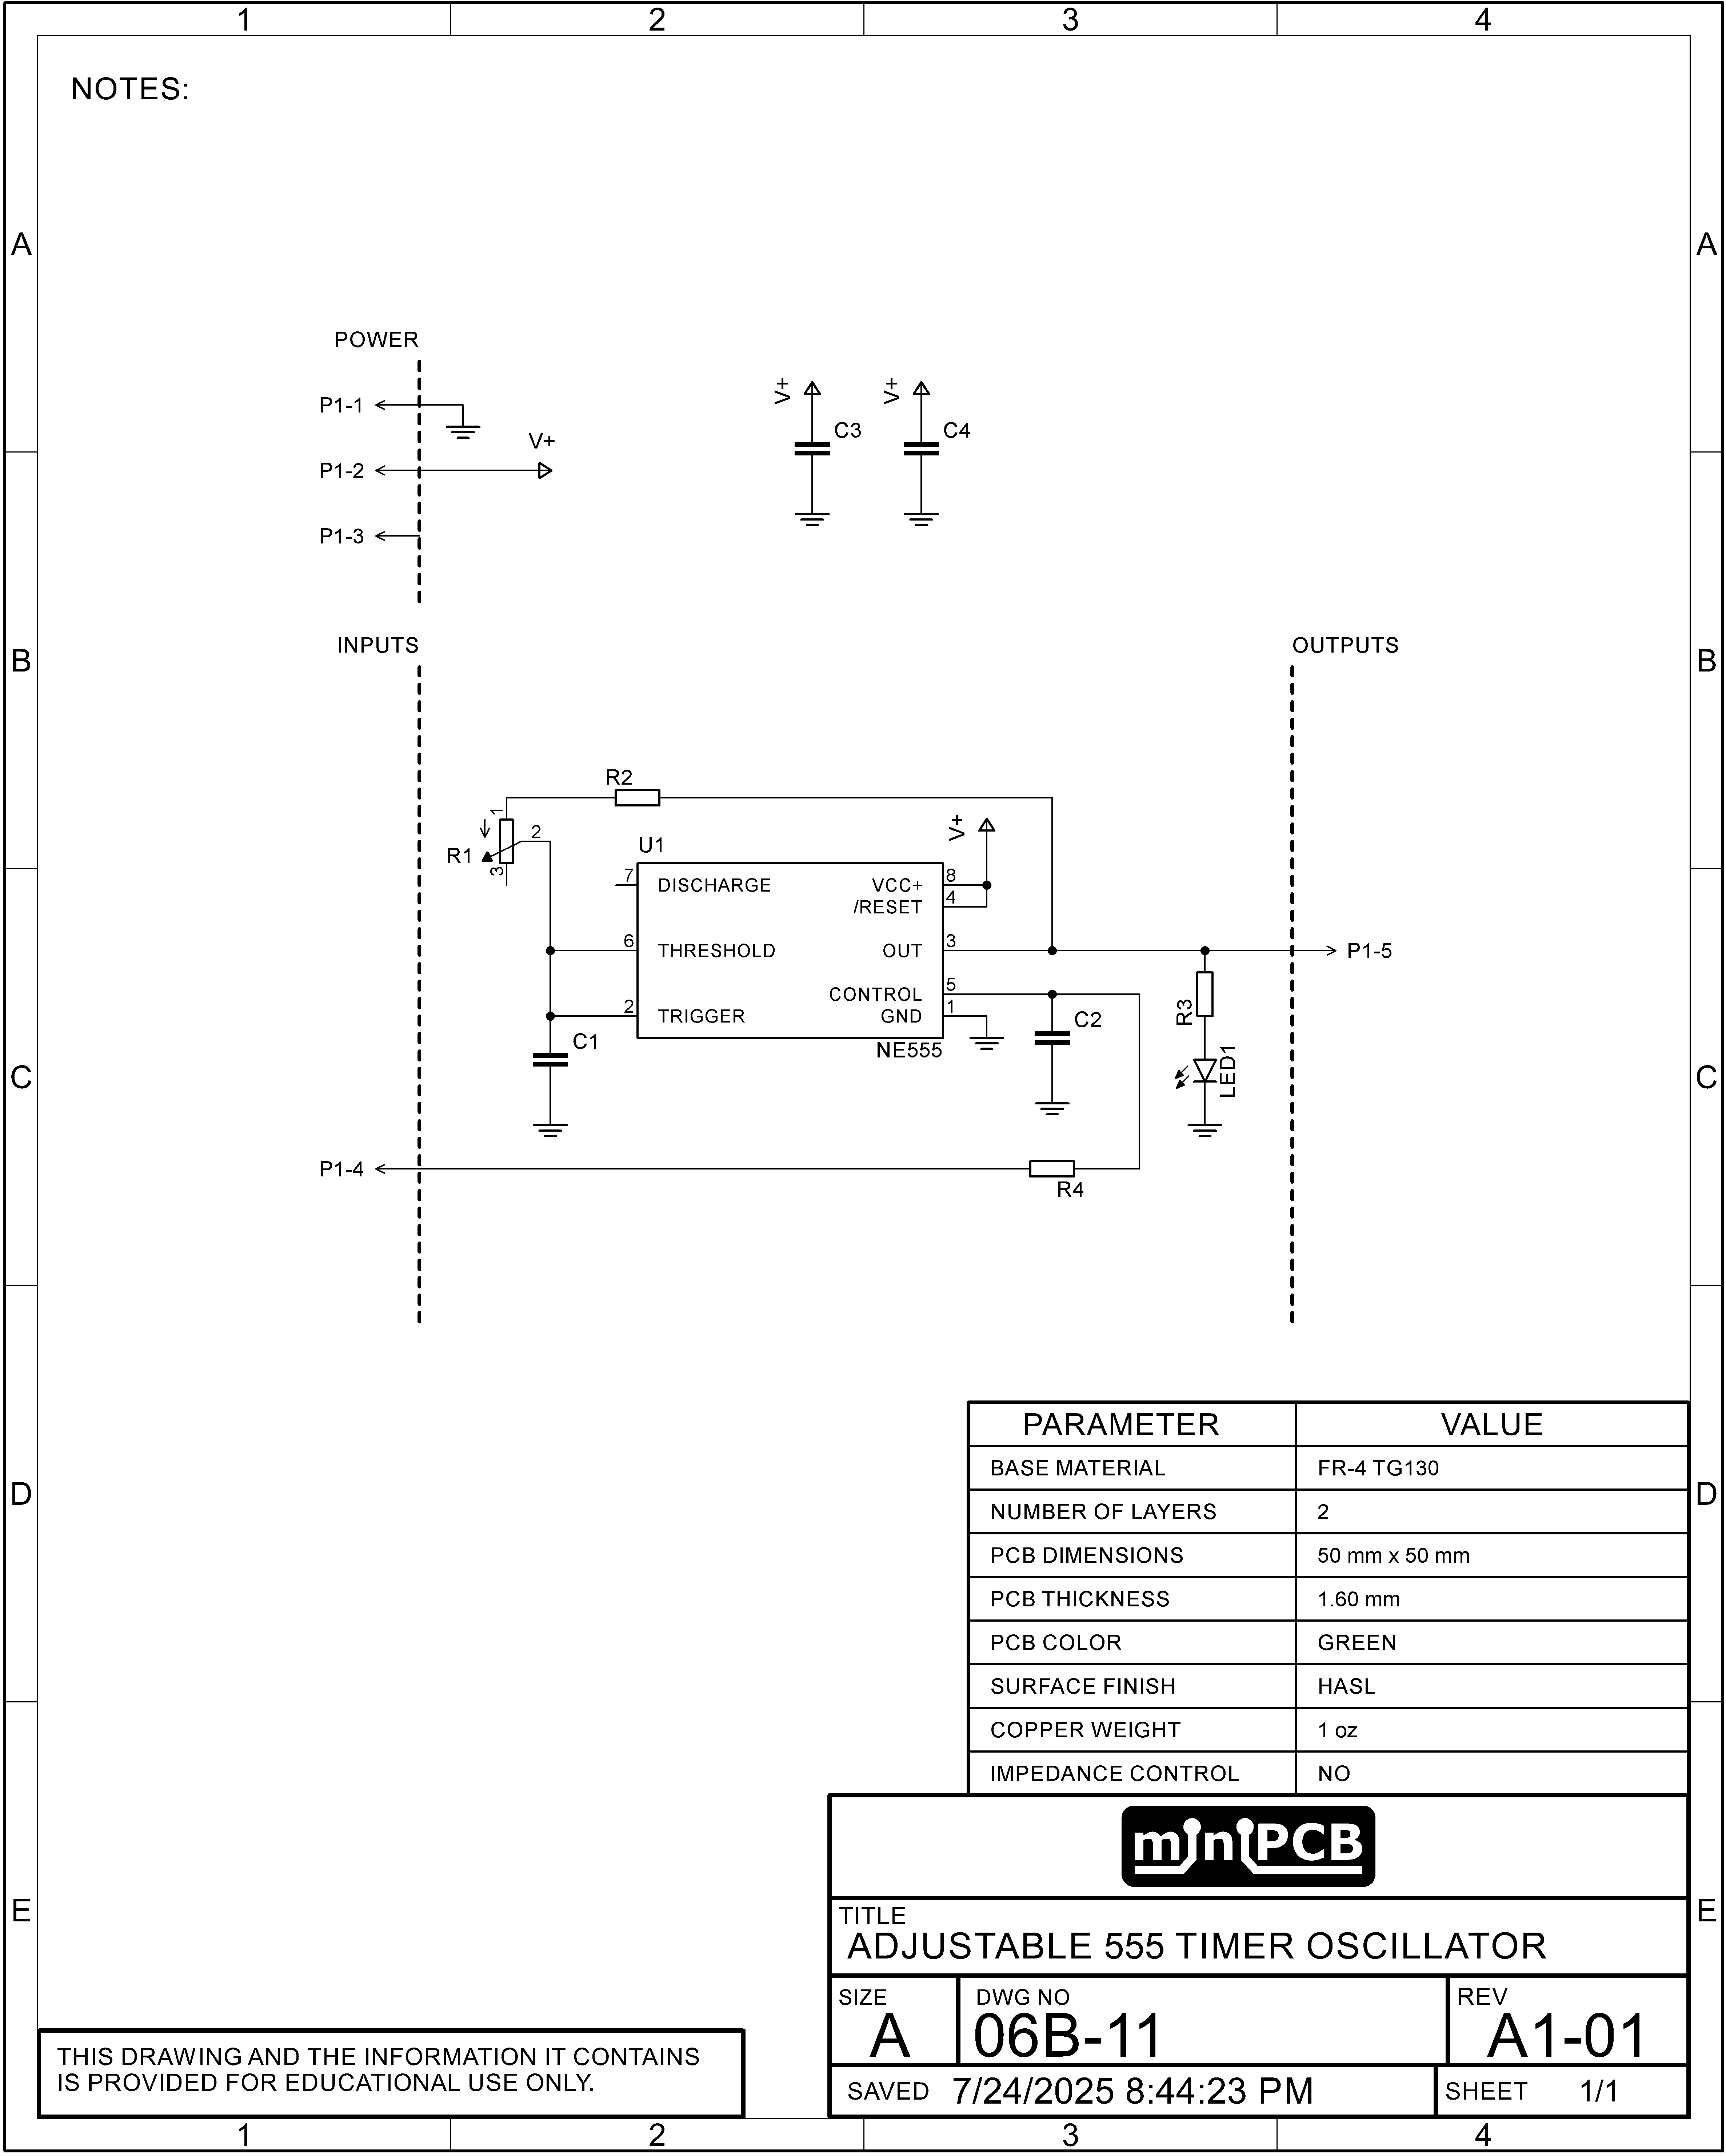 1 2 3 4
NOTES:
A A
POWER
P1-1
V+
P1-2
P1-3
V+ C3
V+ C4
B B
INPUTS OUTPUTS
R2
1
2
R1
3
V+
U1
7 DISCHARGE VCC+ 8
/RESET 4
6 THRESHOLD OUT 3
P1-5
CONTROL 5
2 TRIGGER GND 1
NE555
C1
C2
R3
LED1
C C
P1-4
R4
PARAMETER VALUE
BASE MATERIAL FR-4 TG130
NUMBER OF LAYERS 2
PCB DIMENSIONS 50 mm x 50 mm
PCB THICKNESS 1.60 mm
PCB COLOR GREEN
SURFACE FINISH HASL
COPPER WEIGHT 1 oz
IMPEDANCE CONTROL NO
D D
miniPCB
TITLE
ADJUSTABLE 555 TIMER OSCILLATOR
E E
SIZE DWG NO REV
A 06B-11 A1-01
SAVED 7/24/2025 8:44:23 PM SHEET 1/1
THIS DRAWING AND THE INFORMATION IT CONTAINS
IS PROVIDED FOR EDUCATIONAL USE ONLY.
1 2 3 4